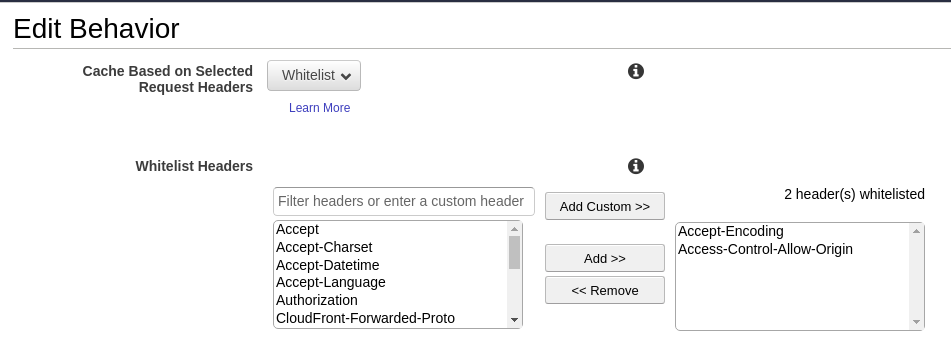 Edit Behavior
Cache Based on Selected
Request Headers
Whitelist
Learn More
Whitelist Headers
2 header(s) whitelisted
Filter headers or enter a custom header
Add Custom >>
Accept
Accept-Charset
Accept-Datetime
Accept-Language
Authorization
CloudFront-Forwarded-Proto
Add >>
<< Remove
Accept-Encoding
Access-Control-Allow-Origin